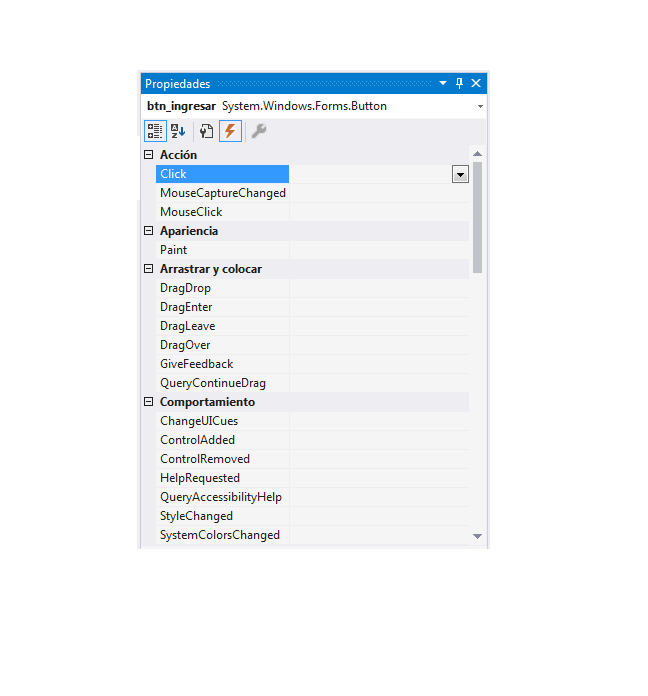 Propiedades
btn_ingresar System.Windows.Forms.Button
Acción
Click
MouseCaptureChanged
MouseClick
Apariencia
Paint
Arrastrar y colocar
DragDrop
DragEnter
DragLeave
DragOver
GiveFeedback
QueryContinueDrag
Comportamiento
ChangeUICues
ControlAdded
ControlRemoved
HelpRequested
QueryAccessibilityHelp
StyleChanged
SystemColorsChanged